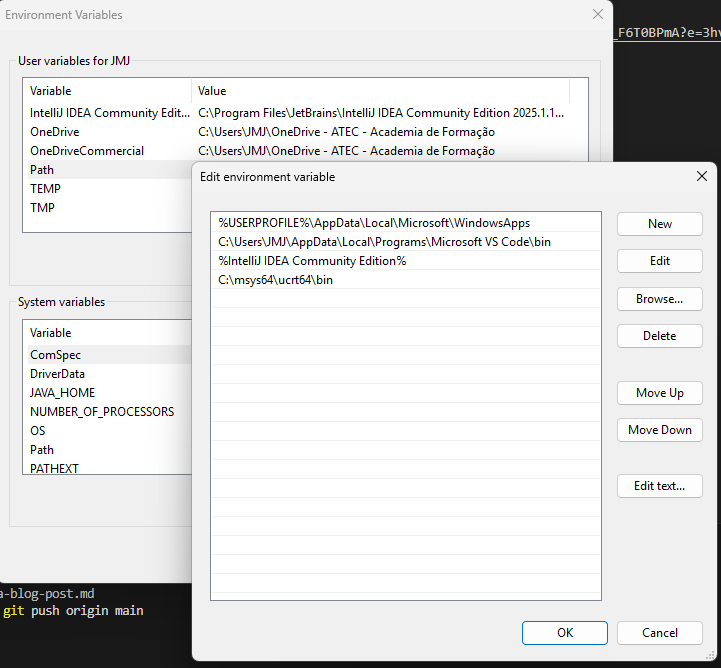 Environment Variables
_F6T0BPmA?e=3hv
User variables for JMJ
Variable Value
IntelliJ IDEA Community Edit... C:\Program Files\JetBrains\IntelliJ IDEA Community Edition 2025.1.1...
OneDrive C:\Users\JMJ\OneDrive - ATEC - Academia de Formação
OneDriveCommercial C:\Users\JMJ\OneDrive - ATEC - Academia de Formação
Path
TEMP
TMP
System variables
Variable
ComSpec
DriverData
JAVA_HOME
NUMBER_OF_PROCESSORS
OS
Path
PATHEXT
Edit environment variable
%USERPROFILE%\AppData\Local\Microsoft\WindowsApps
C:\Users\JMJ\AppData\Local\Programs\Microsoft VS Code\bin
%IntelliJ IDEA Community Edition%
C:\msys64\ucrt64\bin
New
Edit
Browse...
Delete
Move Up
Move Down
Edit text...
OK
Cancel
a-blog-post.md
git push origin main